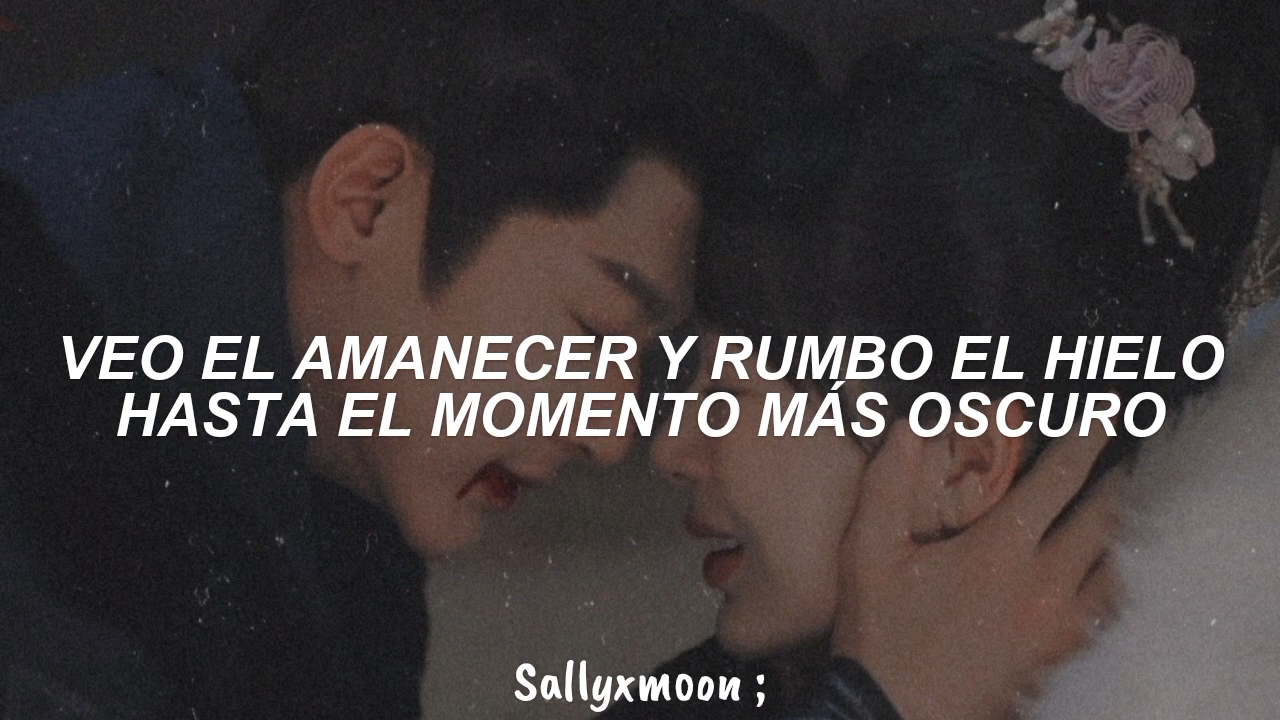 VEO EL AMANECER Y RUMBO EL HIELO
HASTA EL MOMENTO MÁS OSCURO
Sallyxmoon ;